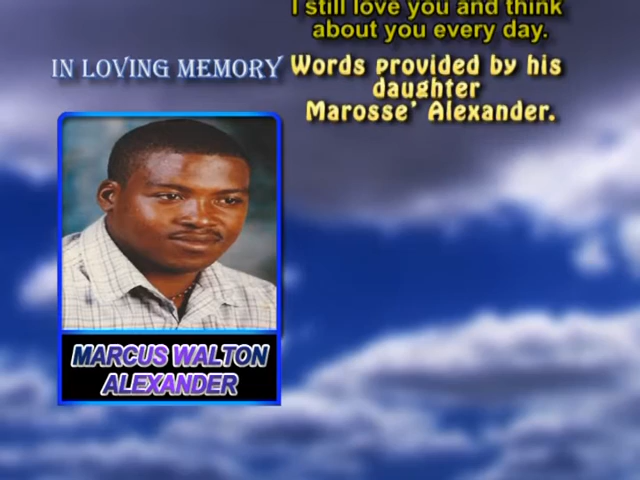 I still love you and think
about you every day.
IN LOVING MEMORY
Words provided by his
daughter
Marosse' Alexander.
MARCUS WALTON
ALEXANDER